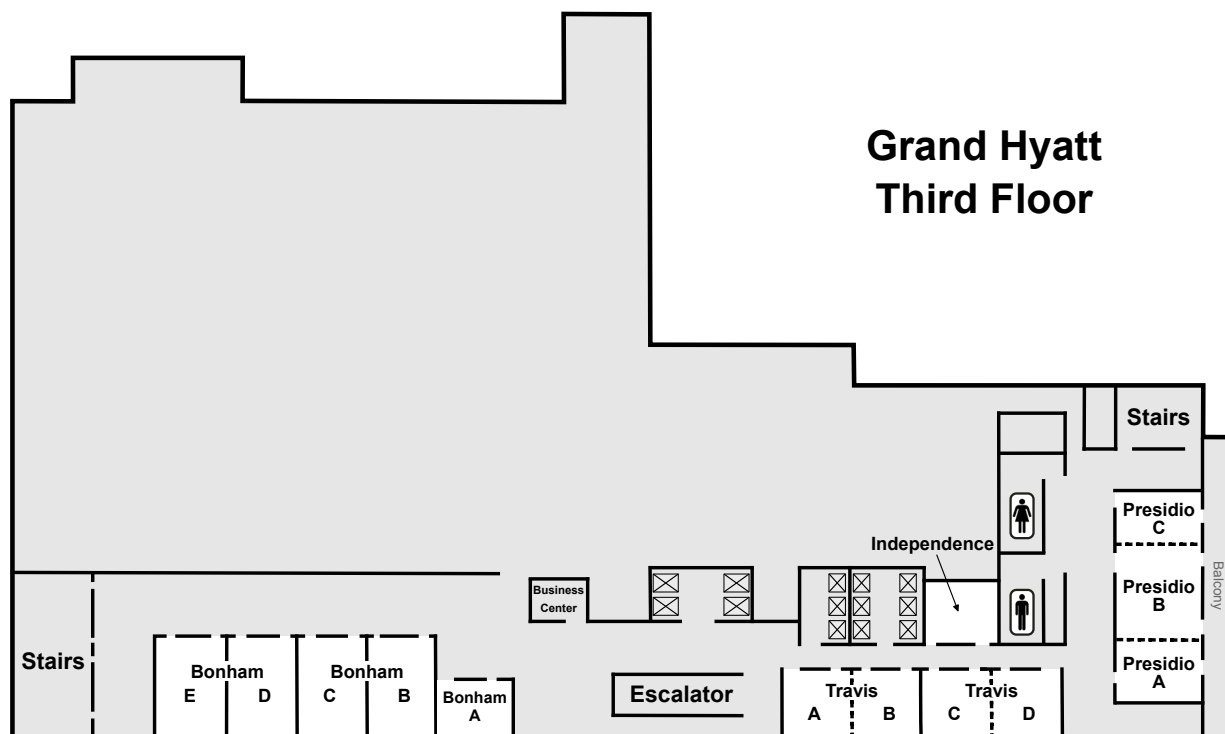 Grand Hyatt
Third Floor
Stairs
Presidio
C
Independence
Balcony
Presidio
B
Business
Center
Stairs
Bonham
E D
Bonham
C B
Bonham
A
Escalator
Travis
A B
Travis
C D
Presidio
A